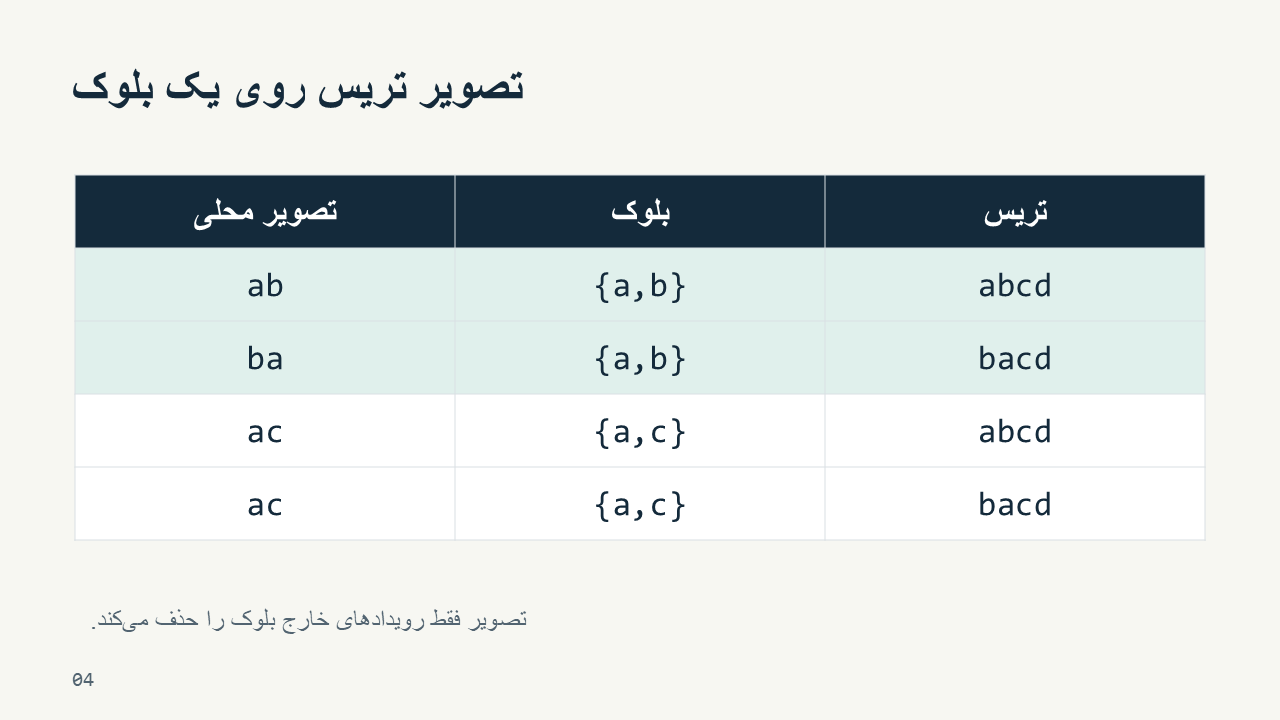 تصویر تریس روی یک بلوک
تریس بلوک تصویر محلی
abcd {a,b} ab
bacd {a,b} ba
abcd {a,c} ac
bacd {a,c} ac
تصویر فقط رویدادهای خارج بلوک را حذف می‌کند.
04